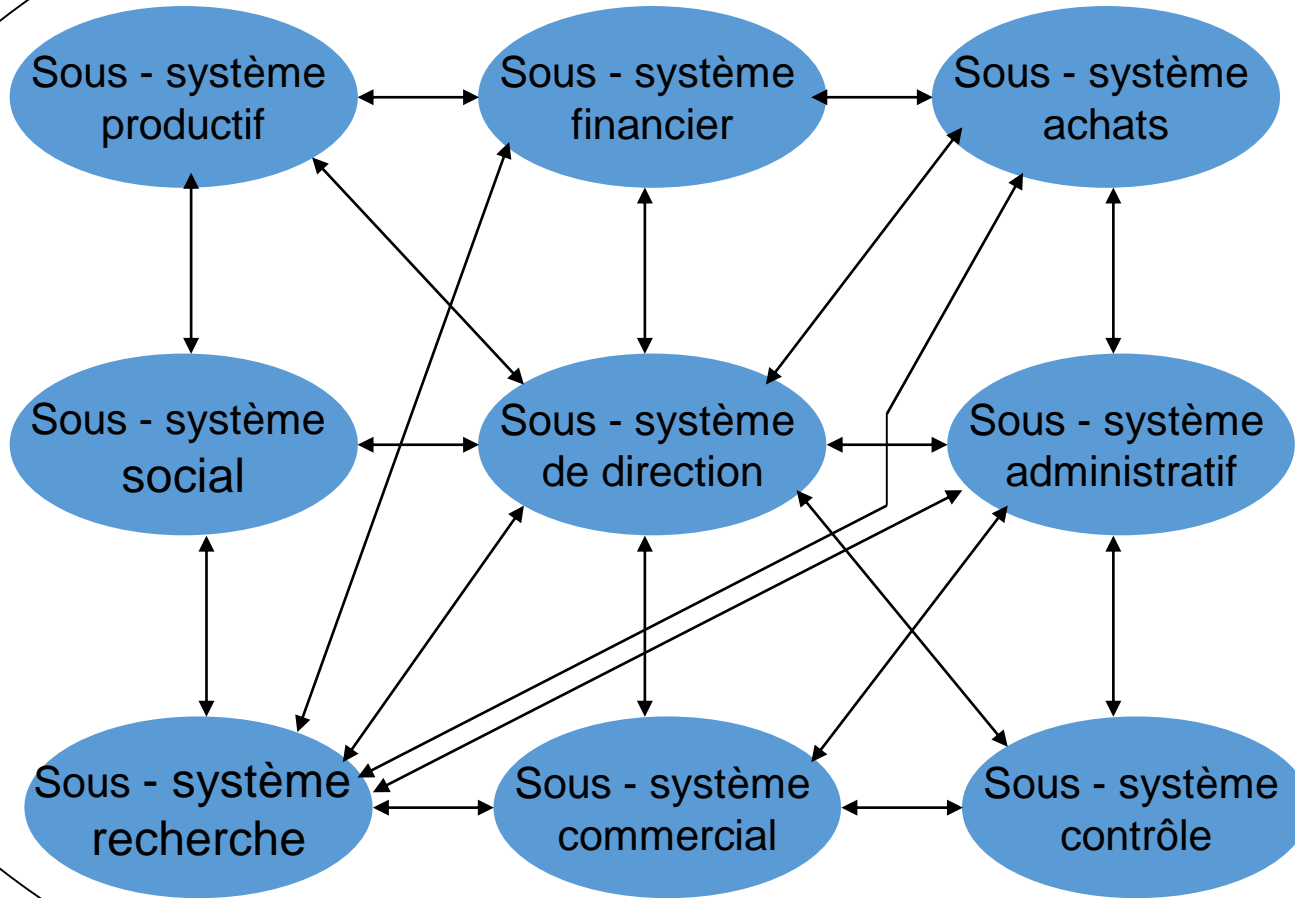 Sous - système
productif
Sous - système
financier
Sous - système
achats
Sous - système
social
Sous - système
de direction
Sous - système
administratif
Sous - système
recherche
Sous - système
commercial
Sous - système
contrôle